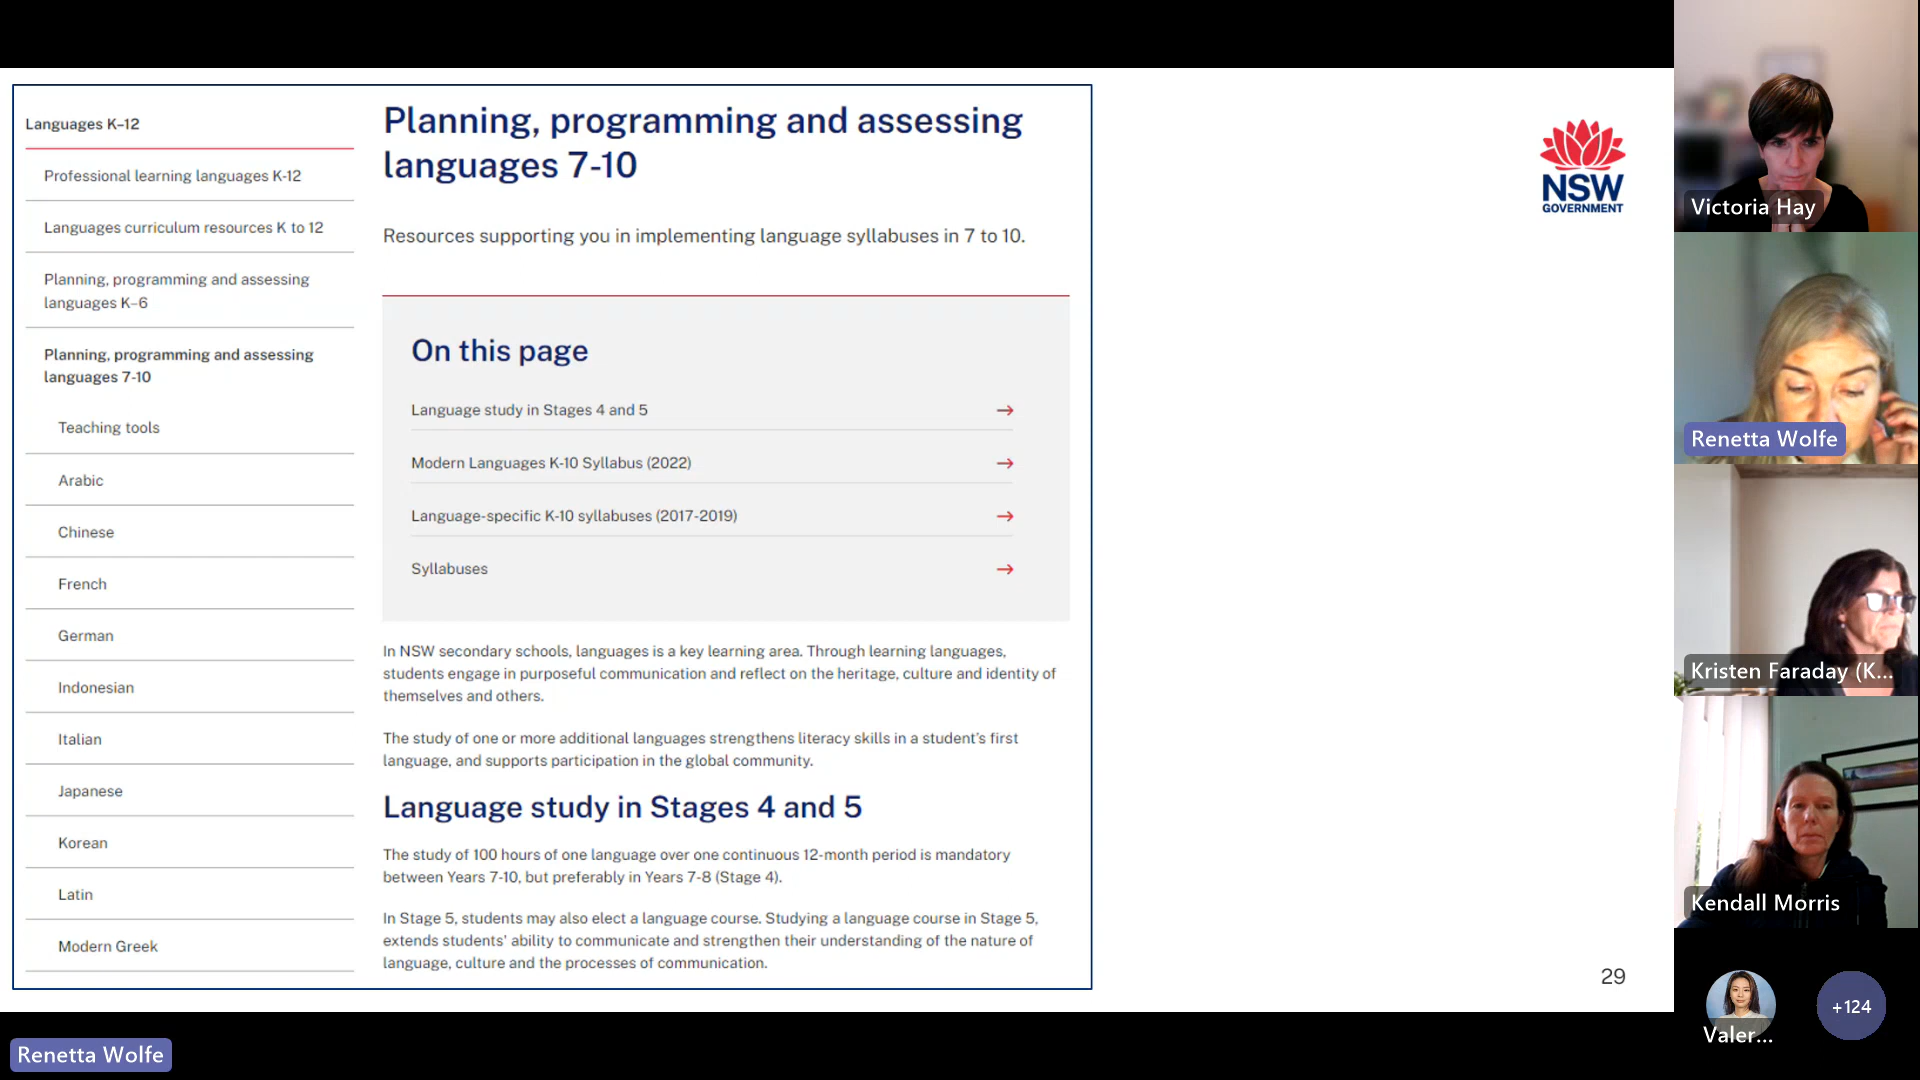 Languages K–12
Professional learning languages K-12
Languages curriculum resources K to 12
Planning, programming and assessing
languages K–6
Planning, programming and assessing
languages 7-10
Teaching tools
Arabic
Chinese
French
German
Indonesian
Italian
Japanese
Korean
Latin
Modern Greek
Planning, programming and assessing
languages 7-10
Resources supporting you in implementing language syllabuses in 7 to 10.
On this page
Language study in Stages 4 and 5
Modern Languages K-10 Syllabus (2022)
Language-specific K-10 syllabuses (2017-2019)
Syllabuses
In NSW secondary schools, languages is a key learning area. Through learning languages,
students engage in purposeful communication and reflect on the heritage, culture and identity of
themselves and others.
The study of one or more additional languages strengthens literacy skills in a student's first
language, and supports participation in the global community.
Language study in Stages 4 and 5
The study of 100 hours of one language over one continuous 12-month period is mandatory
between Years 7-10, but preferably in Years 7-8 (Stage 4).
In Stage 5, students may also elect a language course. Studying a language course in Stage 5,
extends students' ability to communicate and strengthen their understanding of the nature of
language, culture and the processes of communication.
NSW
GOVERNMENT
29
Victoria Hay
Renetta Wolfe
Kristen Faraday (K...
Kendall Morris
Valer...
+124
Renetta Wolfe